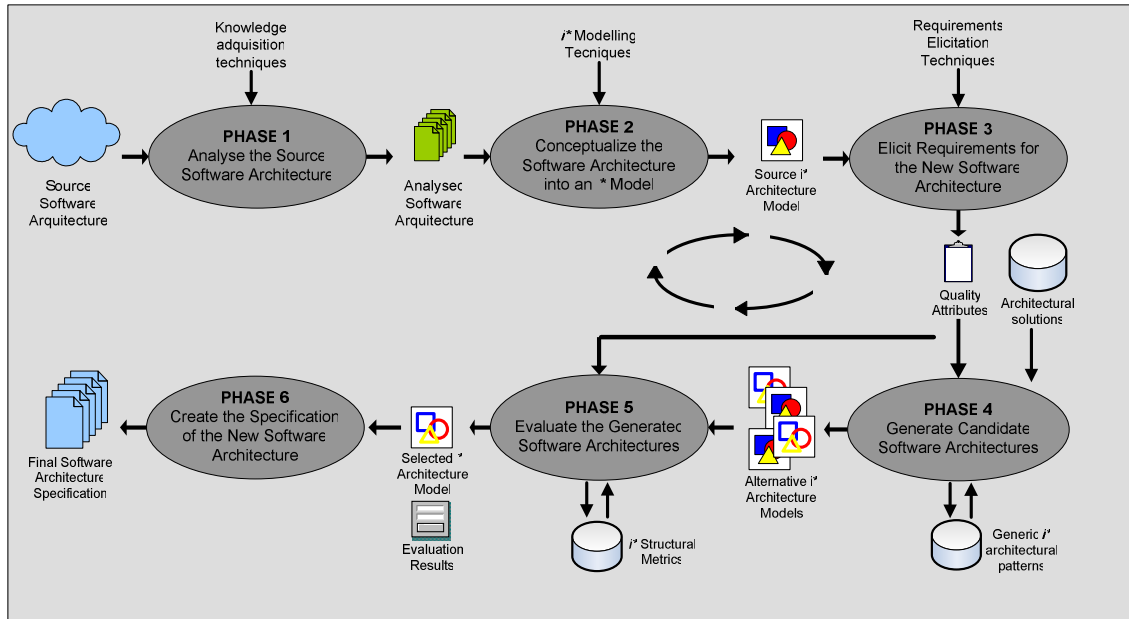 Knowledge
adquisition
techniques
i* Modelling
Tecniques
Requirements
Elicitation
Techniques
PHASE 1
Analyse the Source
Software Architecture
PHASE 2
Conceptualize the
Software Architecture
into an * Model
PHASE 3
Elicit Requirements for
the New Software
Architecture
Source
Software
Arquitecture
Analysed
Software
Arquitecture
Source i*
Architecture
Model
Quality
Attributes
Architectural
solutions
PHASE 6
Create the Specification
of the New Software
Architecture
PHASE 5
Evaluate the Generated
Software Architectures
PHASE 4
Generate Candidate
Software Architectures
Final Software
Architecture
Specification
Selected *
Architecture
Model
Evaluation
Results
i* Structural
Metrics
Alternative i*
Architecture
Models
Generic i*
architectural
patterns